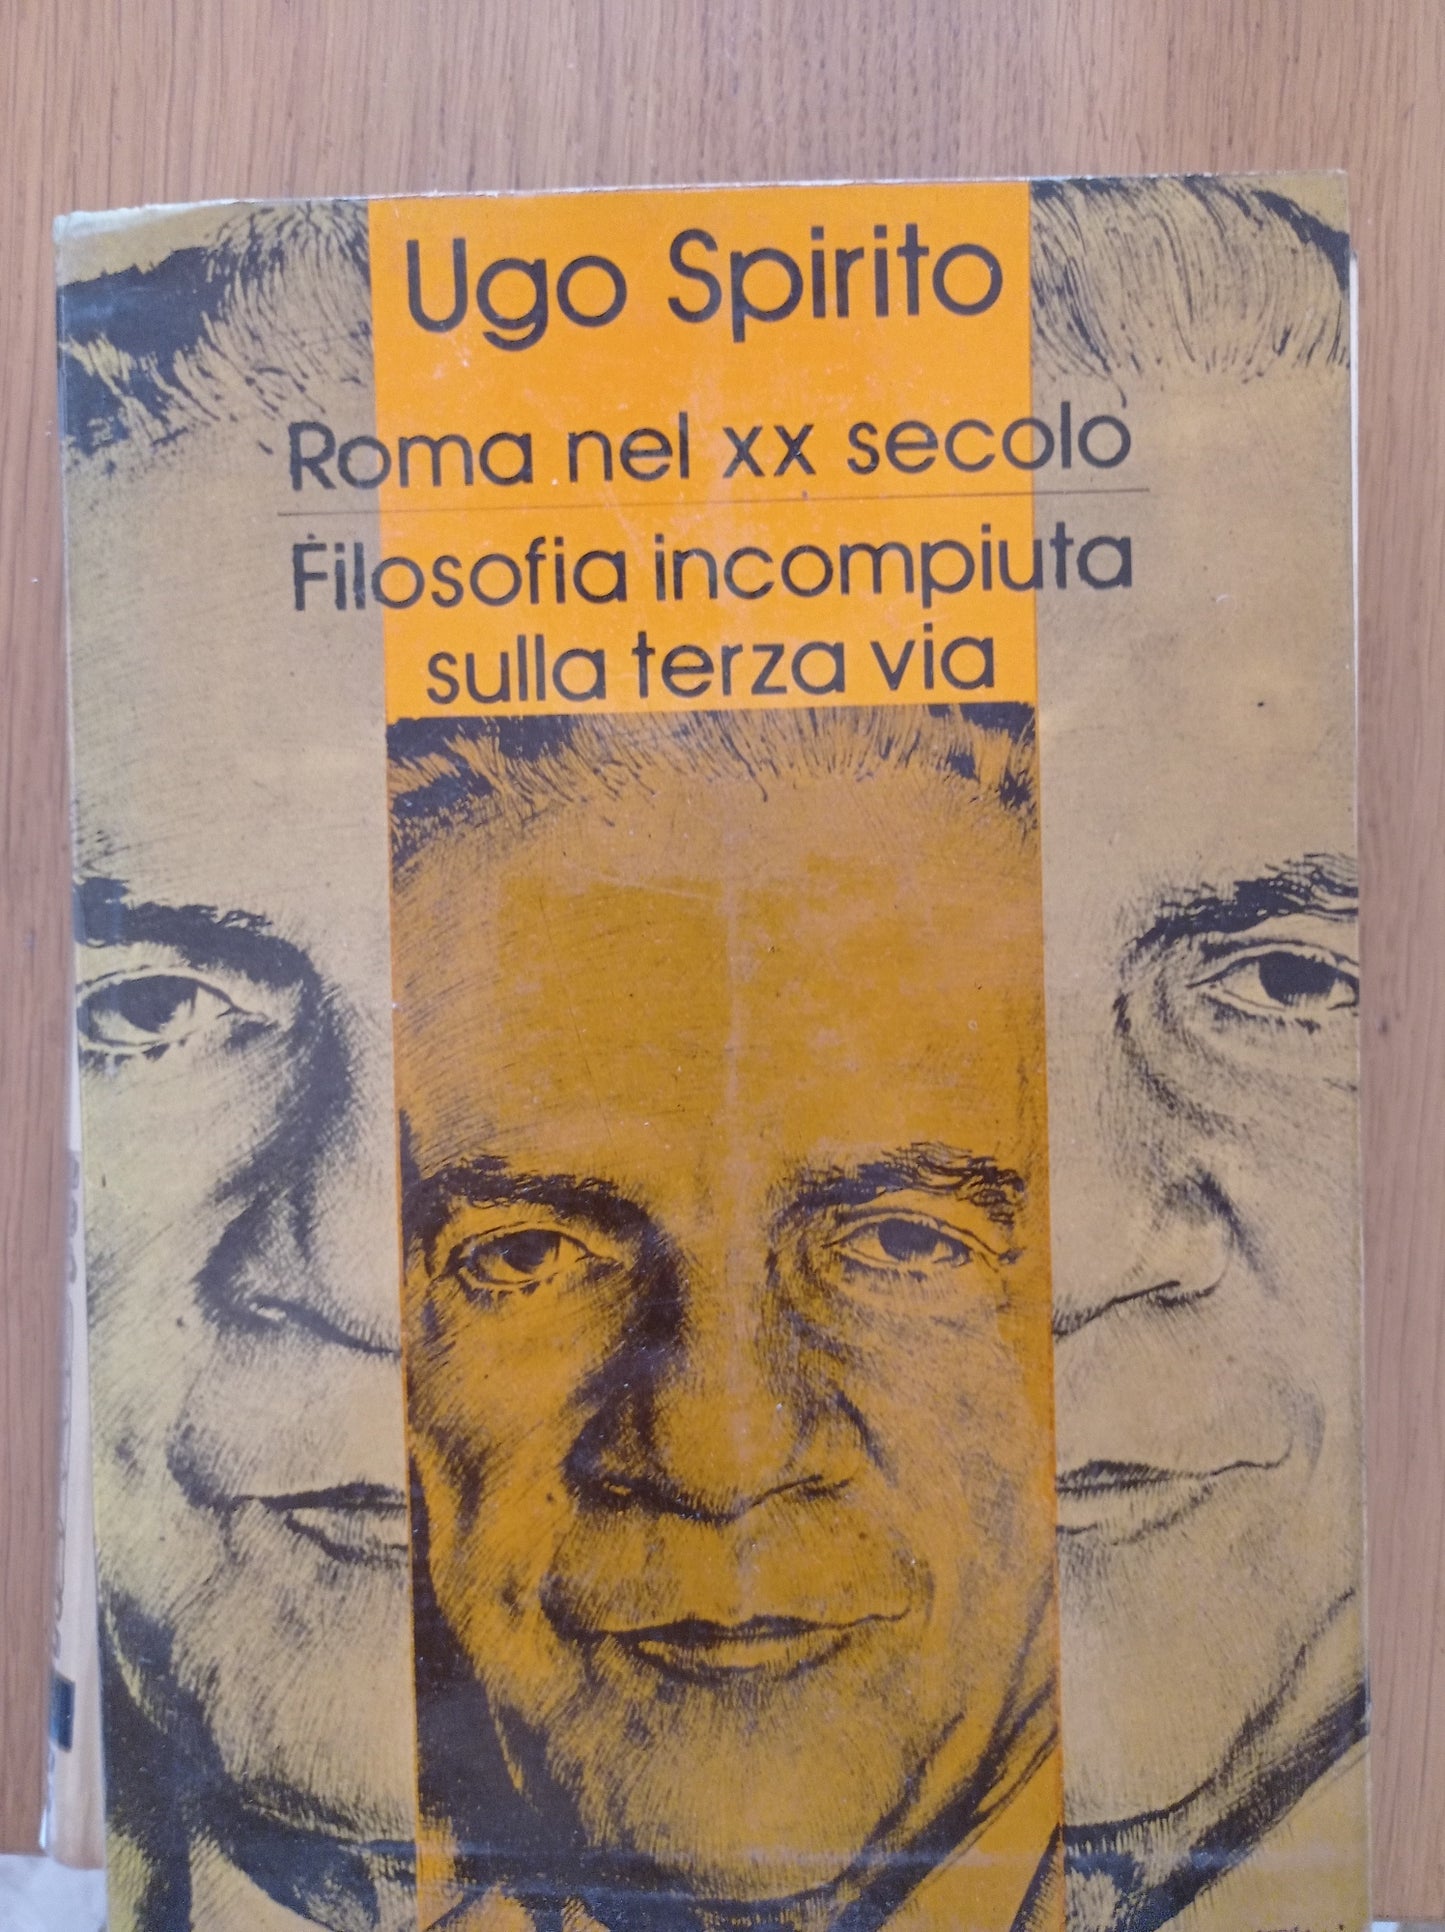 Ugo Spirito
Roma nel xx secolo
Filosofia incompiuta
sulla terza via